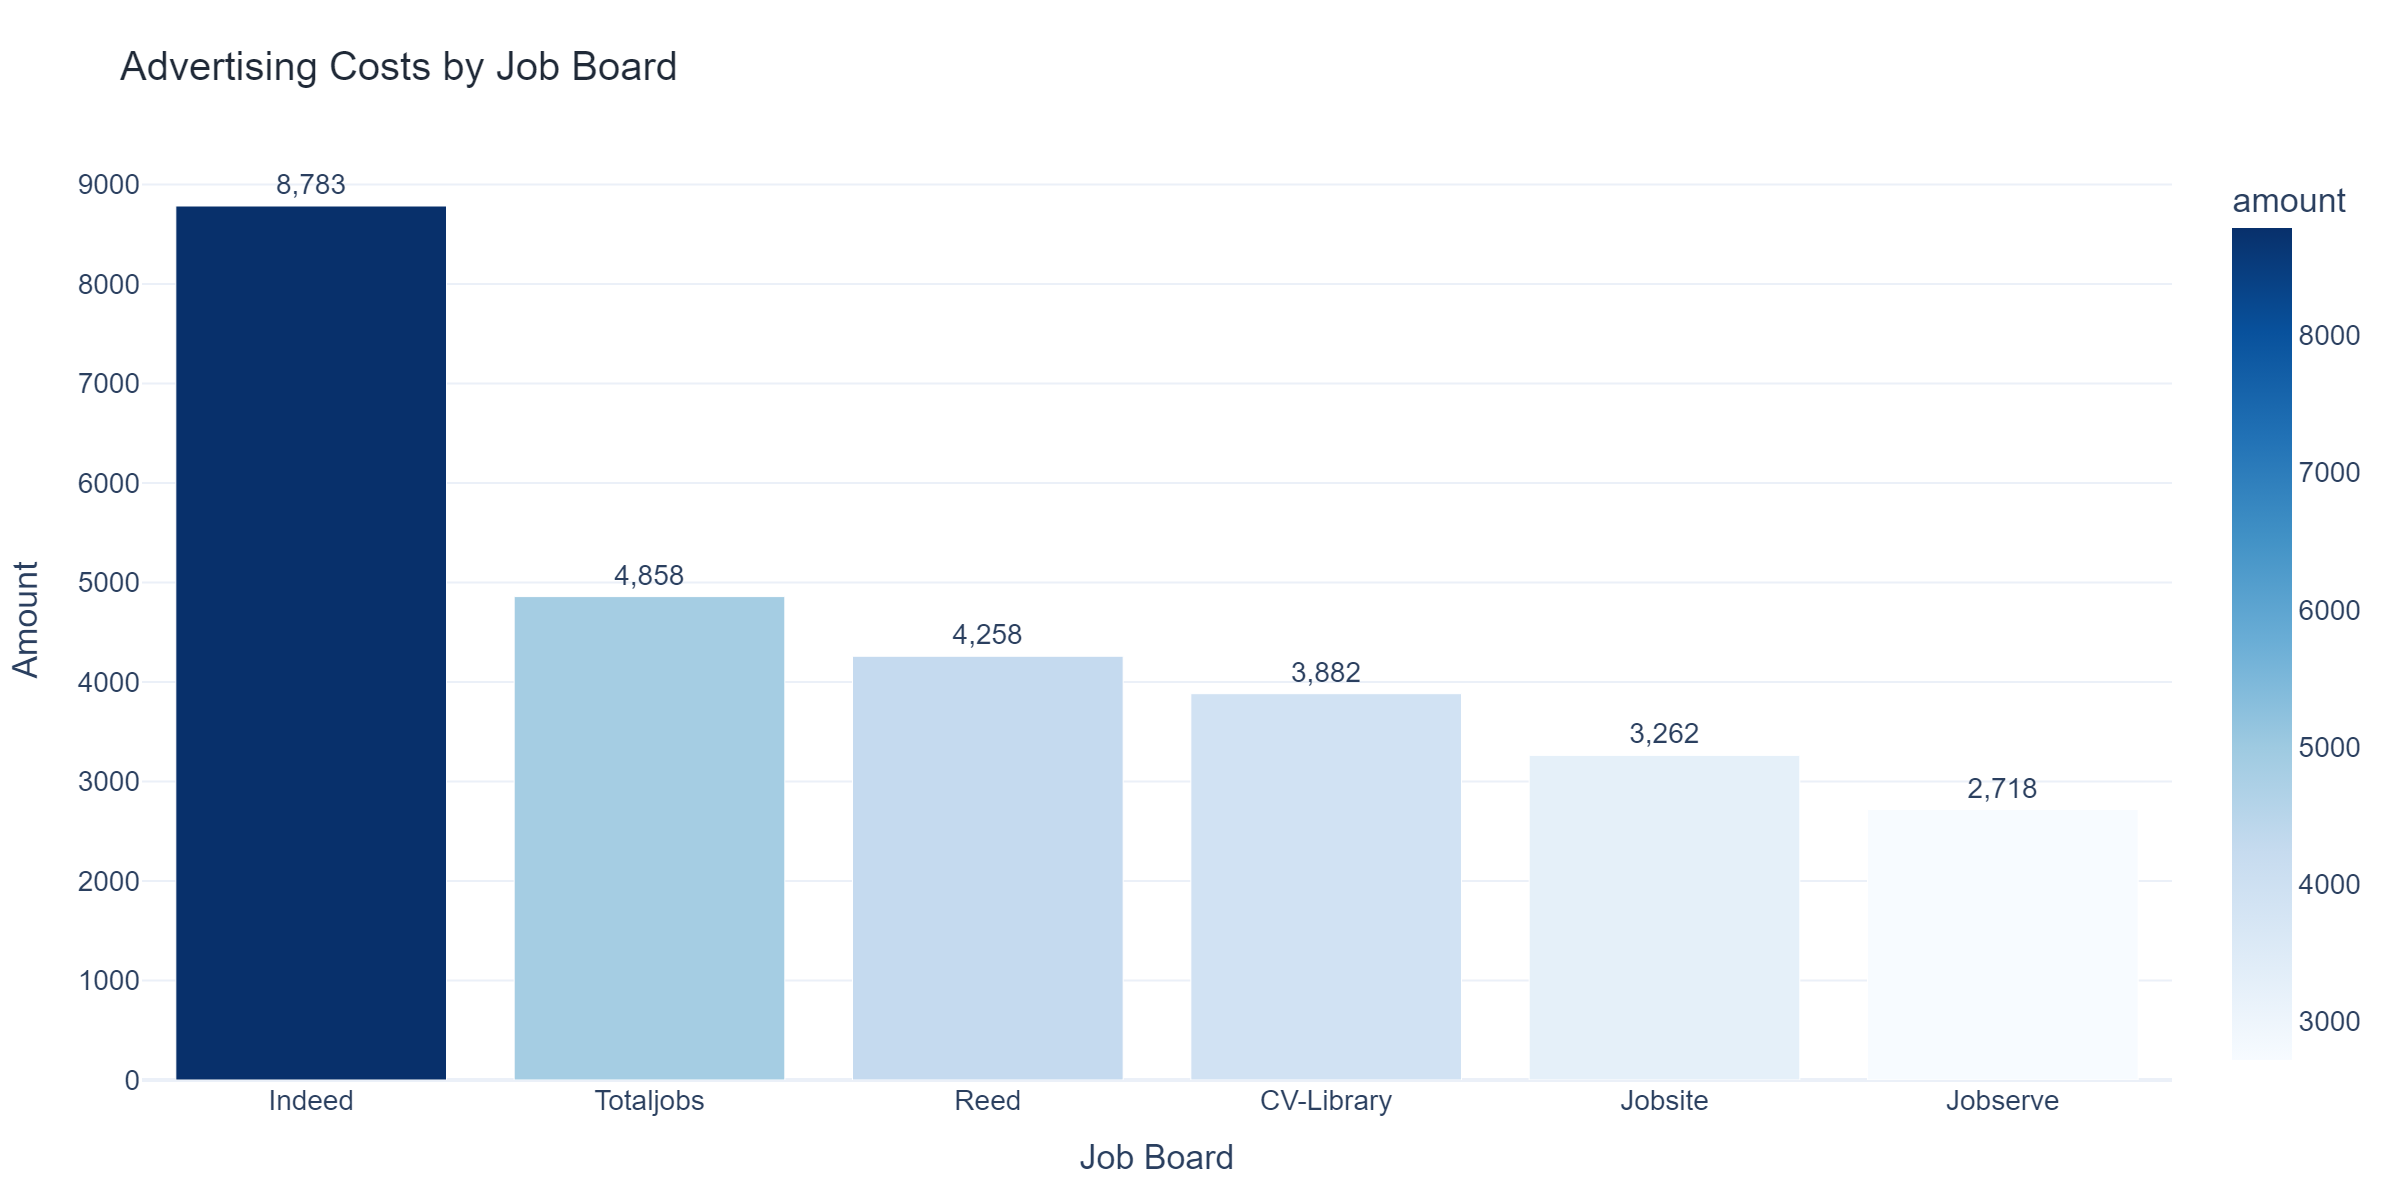 Advertising Costs by Job Board
9000
8000
7000
6000
5000
4000
3000
2000
1000
0
Amount
8,783
4,858
4,258
3,882
3,262
2,718
Indeed
Totaljobs
Reed
CV-Library
Jobsite
Jobserve
Job Board
amount
8000
7000
6000
5000
4000
3000